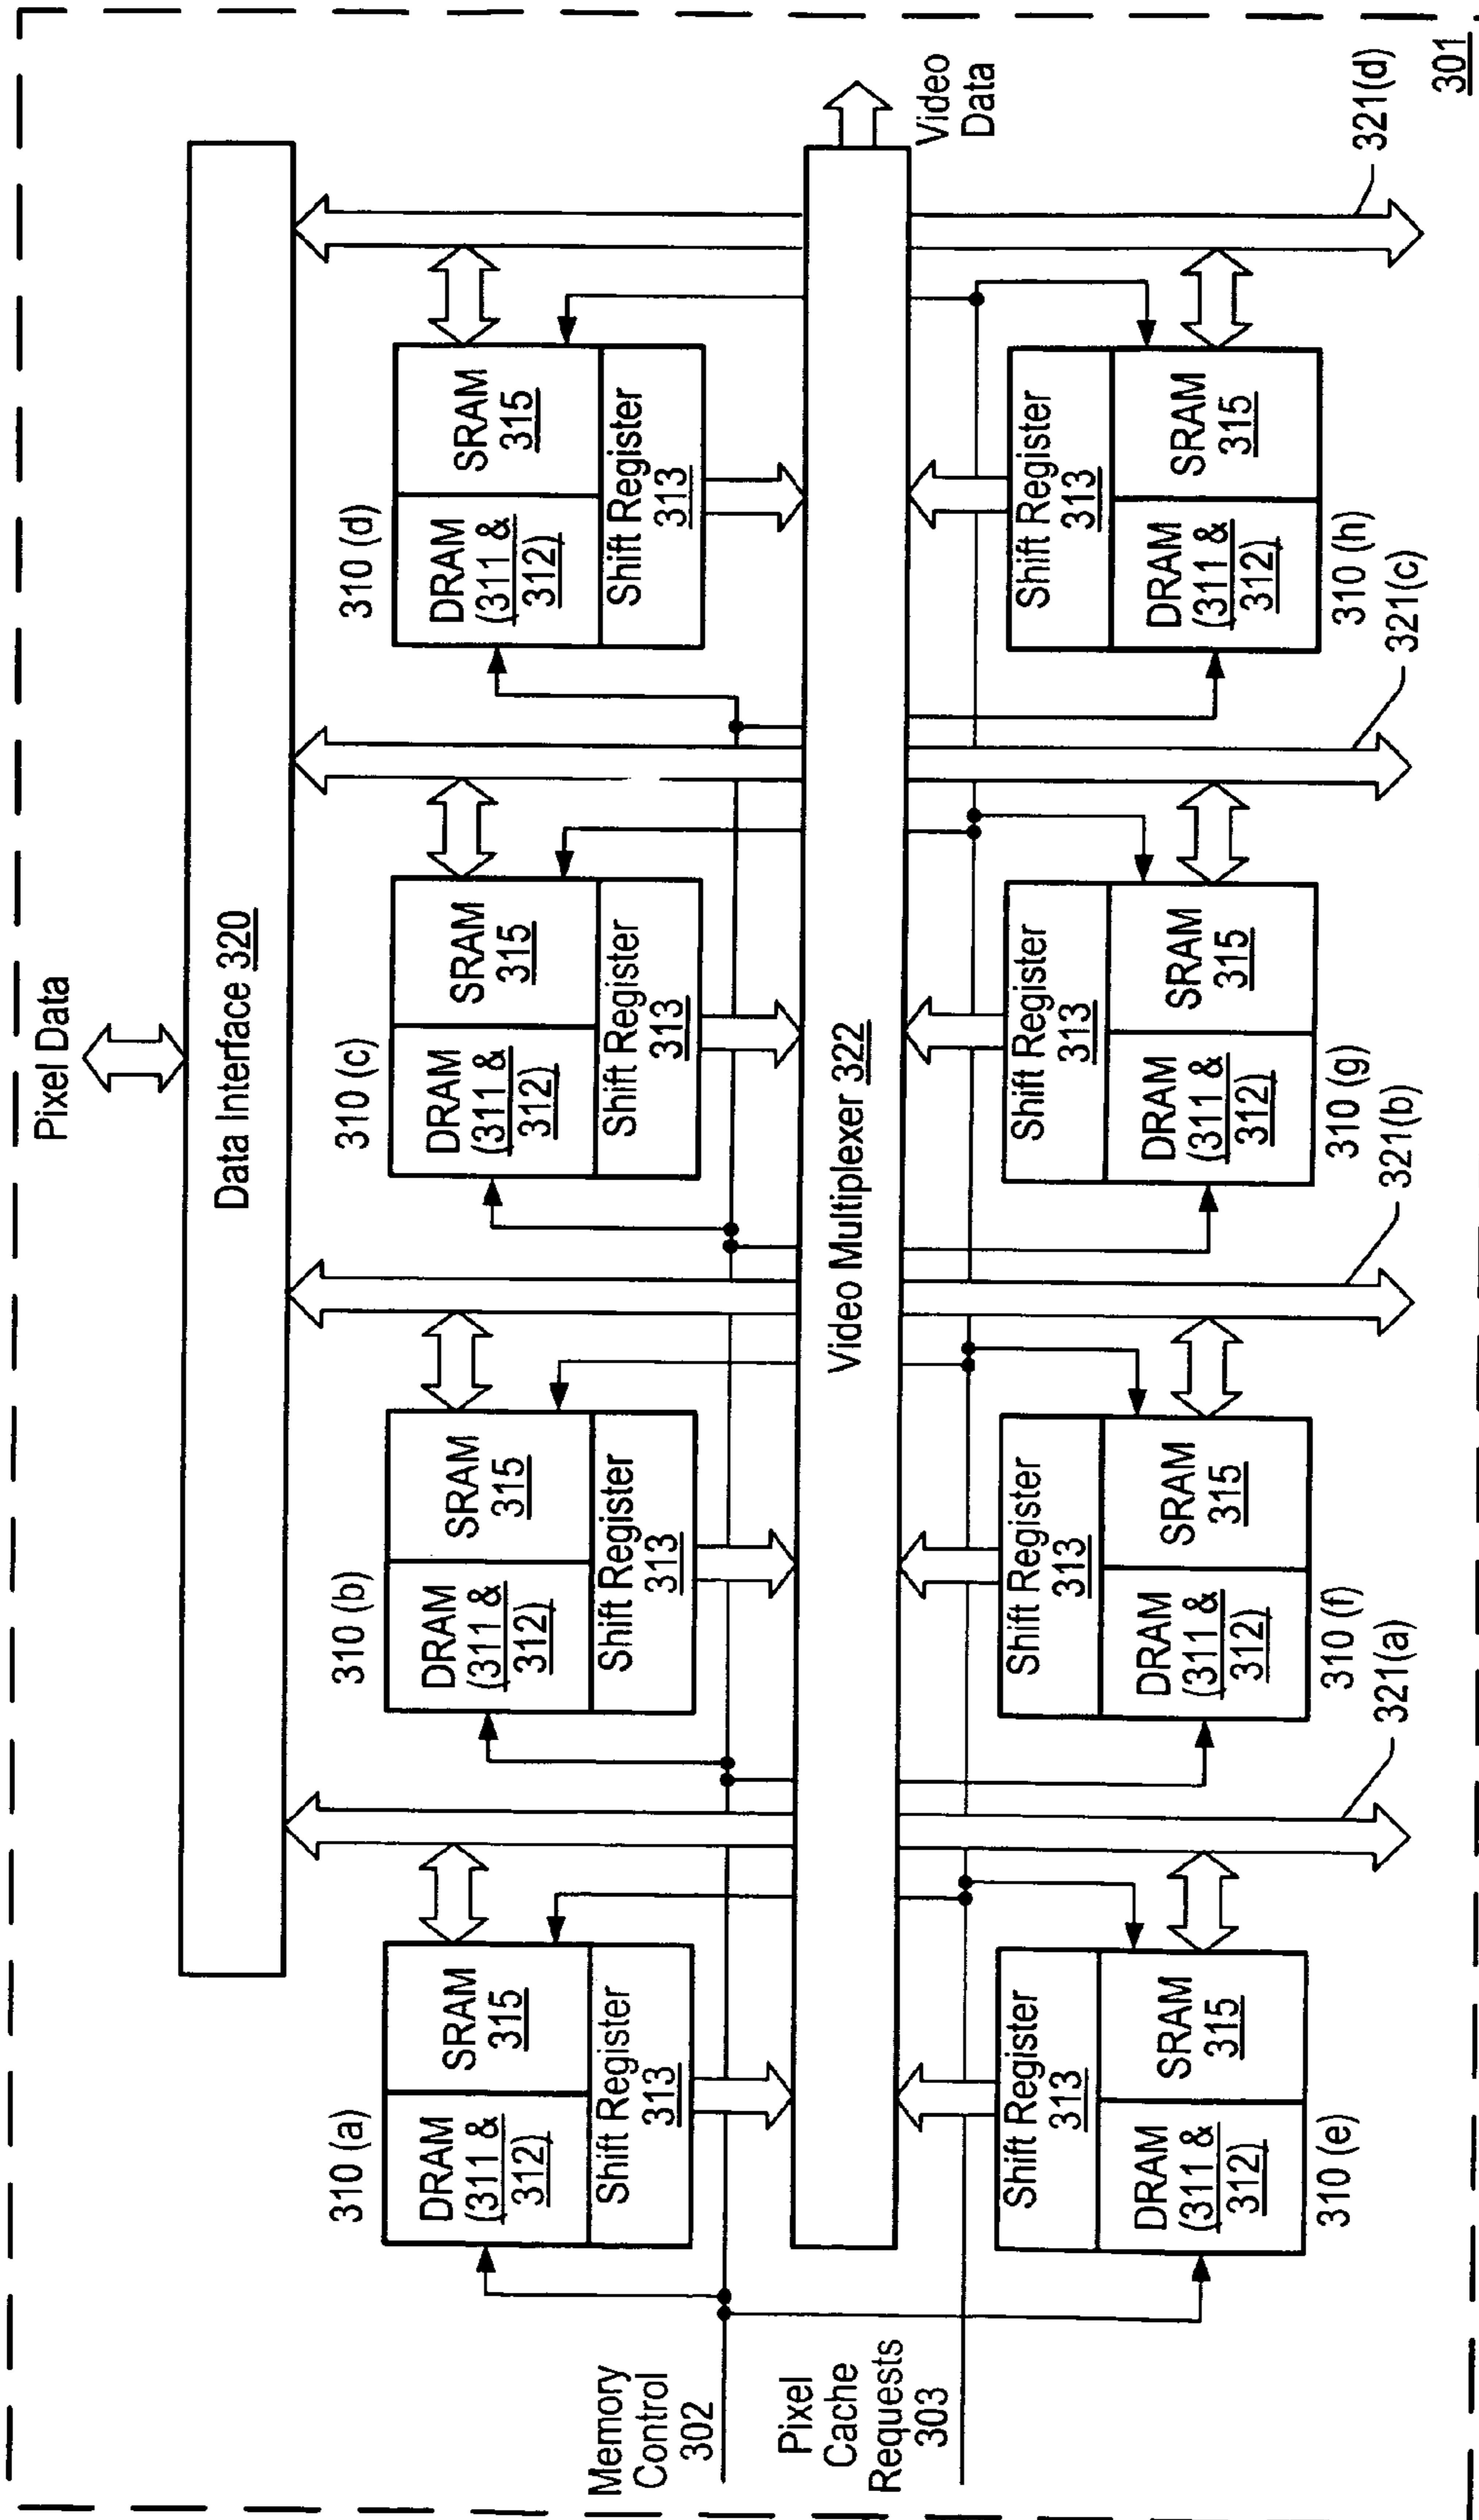 Pixel Data
Data Interface 320
310 (a)
DRAM
(311 &
312)
SRAM
315
Shift Register
313
310 (b)
DRAM
(311 &
312)
SRAM
315
Shift Register
313
310 (c)
DRAM
(311 &
312)
SRAM
315
Shift Register
313
310 (d)
DRAM
(311 &
312)
SRAM
315
Shift Register
313
Memory
Control
302
Video Multiplexer 322
Video
Data
Pixel
Cache
Requests
303
Shift Register
313
DRAM
(311 &
312)
SRAM
315
310 (e)
Shift Register
313
DRAM
(311 &
312)
SRAM
315
310 (f)
Shift Register
313
DRAM
(311 &
312)
SRAM
315
310 (g)
Shift Register
313
DRAM
(311 &
312)
SRAM
315
310 (h)
321(a)
321(b)
321(c)
321(d)
301